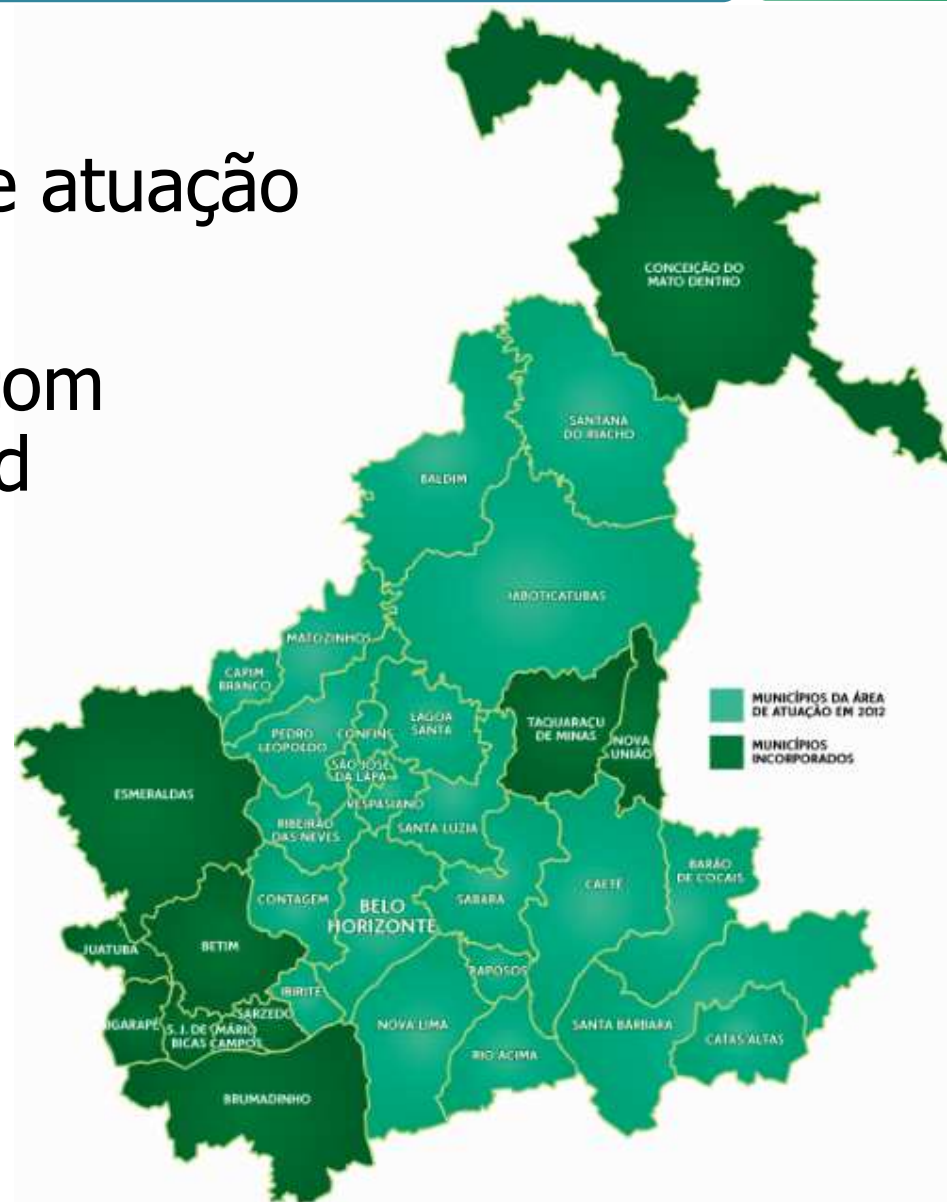 e atuação
om
d
CONCEIÇÃO DO
MATO DENTRO
SANTANA
DO RIACHO
BALDIM
JABOTICATUBAS
MATOZINHOS
CAPIM
BRANCO
PEDRO
LEOPOLDO
CONFINS
LAGOA
SANTA
SÃO JOSÉ
DA LAPA
TAQUARAÇU
DE MINAS
NOVA
UNIÃO
MUNICÍPIOS DA ÁREA
DE ATUAÇÃO EM 2012
MUNICÍPIOS
INCORPORADOS
ESMERALDAS
VESPASIANO
RIBEIRÃO
DAS NEVES
SANTA LUZIA
BARÃO
DE COCAIS
CONTAGEM
BELO
HORIZONTE
SABARÁ
CAETÉ
JUATUBA
BETIM
RAPOSOS
IBIRITÉ
SARZEDO
IGARAPÉ
S. J. DE
BICAS
MÁRIO
CAMPOS
NOVA LIMA
RIO ACIMA
SANTA BÁRBARA
CATAS ALTAS
BRUMADINHO